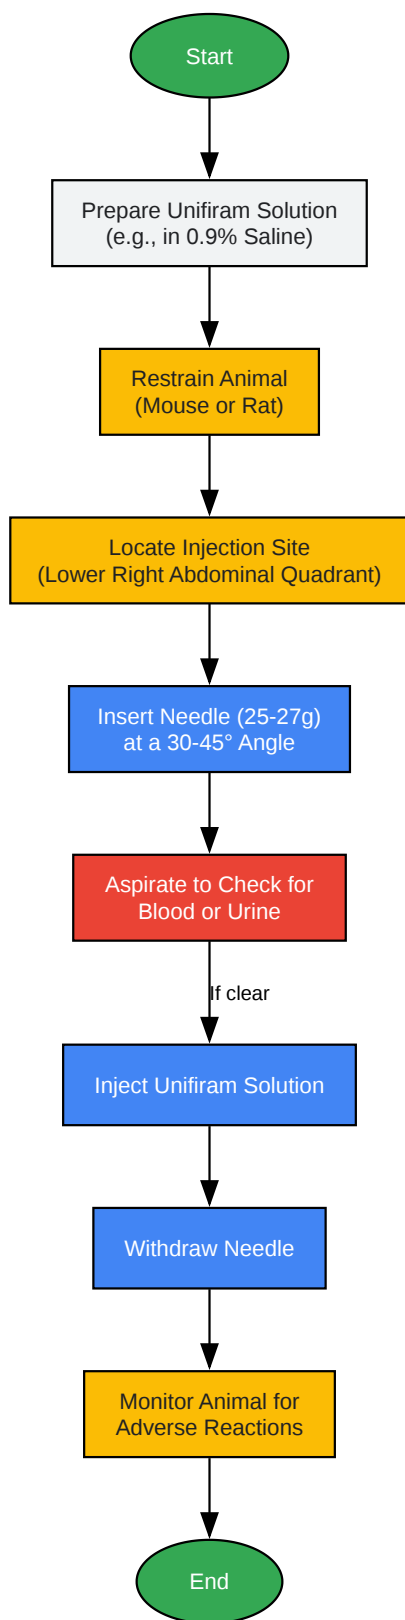 Start
Prepare Unifiram Solution
(e.g., in 0.9% Saline)
Restrain Animal
(Mouse or Rat)
Locate Injection Site
(Lower Right Abdominal Quadrant)
Insert Needle (25-27g)
at a 30-45° Angle
Aspirate to Check for
Blood or Urine
If clear
Inject Unifiram Solution
Withdraw Needle
Monitor Animal for
Adverse Reactions
End